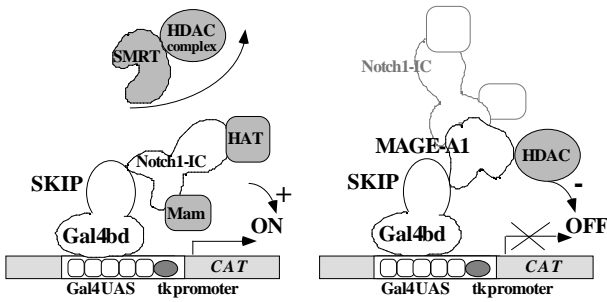 HDAC
complex
SMRT
Notch1-IC
HAT
SKIP
Mam
+
ON
Gal4bd
CAT
Gal4UAS tkpromoter
Notch1-IC
MAGE-A1
HDAC
SKIP
-
OFF
Gal4bd
CAT
Gal4UAS tkpromoter